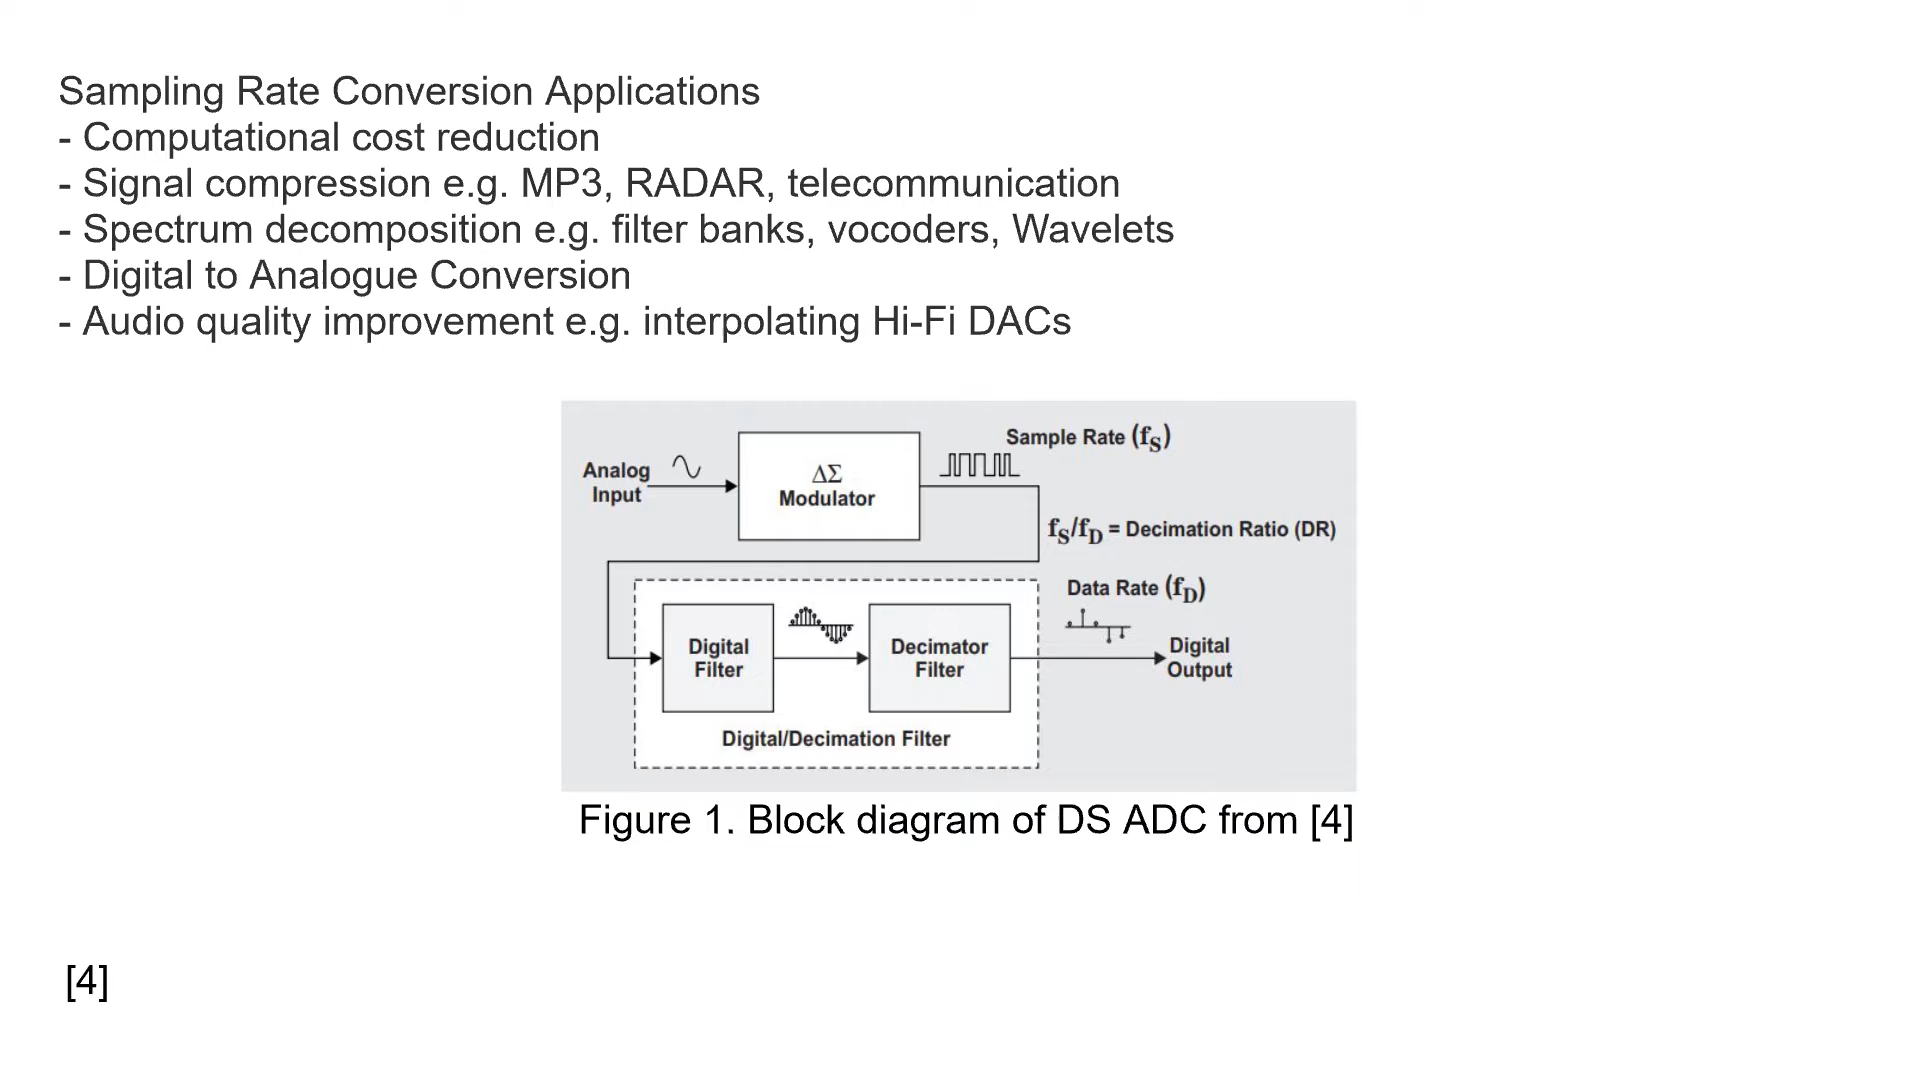 Sampling Rate Conversion Applications
- Computational cost reduction
- Signal compression e.g. MP3, RADAR, telecommunication
- Spectrum decomposition e.g. filter banks, vocoders, Wavelets
- Digital to Analogue Conversion
- Audio quality improvement e.g. interpolating Hi-Fi DACs
Sample Rate (fS)
Analog
Input
ΔΣ
Modulator
fS/fD = Decimation Ratio (DR)
Data Rate (fD)
Digital
Filter
Decimator
Filter
Digital
Output
Digital/Decimation Filter
Figure 1. Block diagram of DS ADC from [4]
[4]